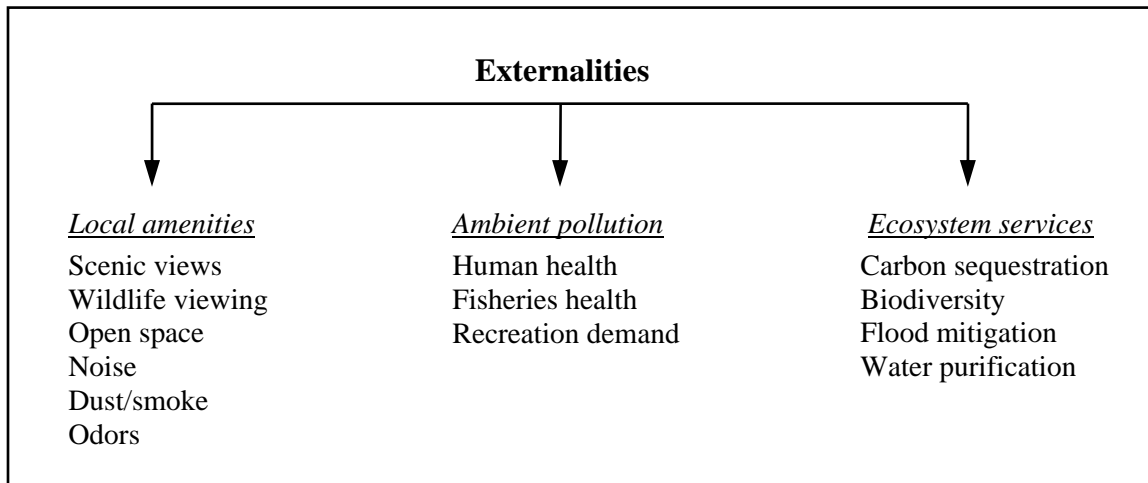 Externalities
Local amenities
Scenic views
Wildlife viewing
Open space
Noise
Dust/smoke
Odors
Ambient pollution
Human health
Fisheries health
Recreation demand
Ecosystem services
Carbon sequestration
Biodiversity
Flood mitigation
Water purification